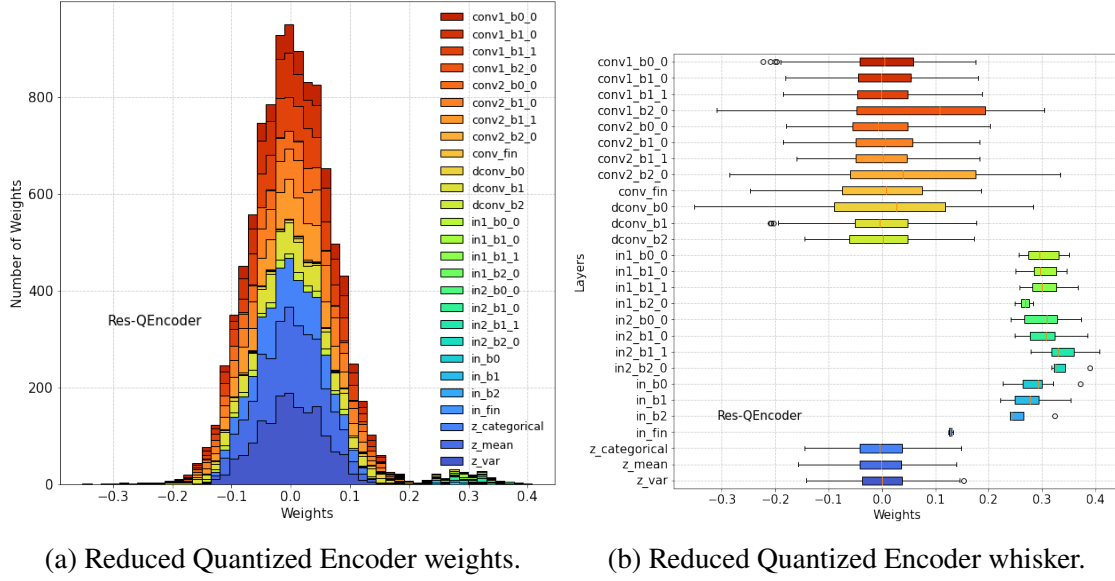 conv1_b0_0
conv1_b1_0
conv1_b1_1
conv1_b2_0
conv2_b0_0
conv2_b1_0
conv2_b1_1
conv2_b2_0
conv_fin
dconv_b0
dconv_b1
dconv_b2
in1_b0_0
in1_b1_0
in1_b1_1
in1_b2_0
in2_b0_0
in2_b1_0
in2_b1_1
in2_b2_0
in_b0
in_b1
in_b2
in_fin
z_categorical
z_mean
z_var
Number of Weights
800
600
400
200
0
Res-QEncoder
−0.3 −0.2 −0.1 0.0 0.1 0.2 0.3 0.4
Weights
(a) Reduced Quantized Encoder weights.
Layers
conv1_b0_0
conv1_b1_0
conv1_b1_1
conv1_b2_0
conv2_b0_0
conv2_b1_0
conv2_b1_1
conv2_b2_0
conv_fin
dconv_b0
dconv_b1
dconv_b2
in1_b0_0
in1_b1_0
in1_b1_1
in1_b2_0
in2_b0_0
in2_b1_0
in2_b1_1
in2_b2_0
in_b0
in_b1
in_b2
in_fin
z_categorical
z_mean
z_var
Res-QEncoder
−0.3 −0.2 −0.1 0.0 0.1 0.2 0.3 0.4
Weights
(b) Reduced Quantized Encoder whisker.